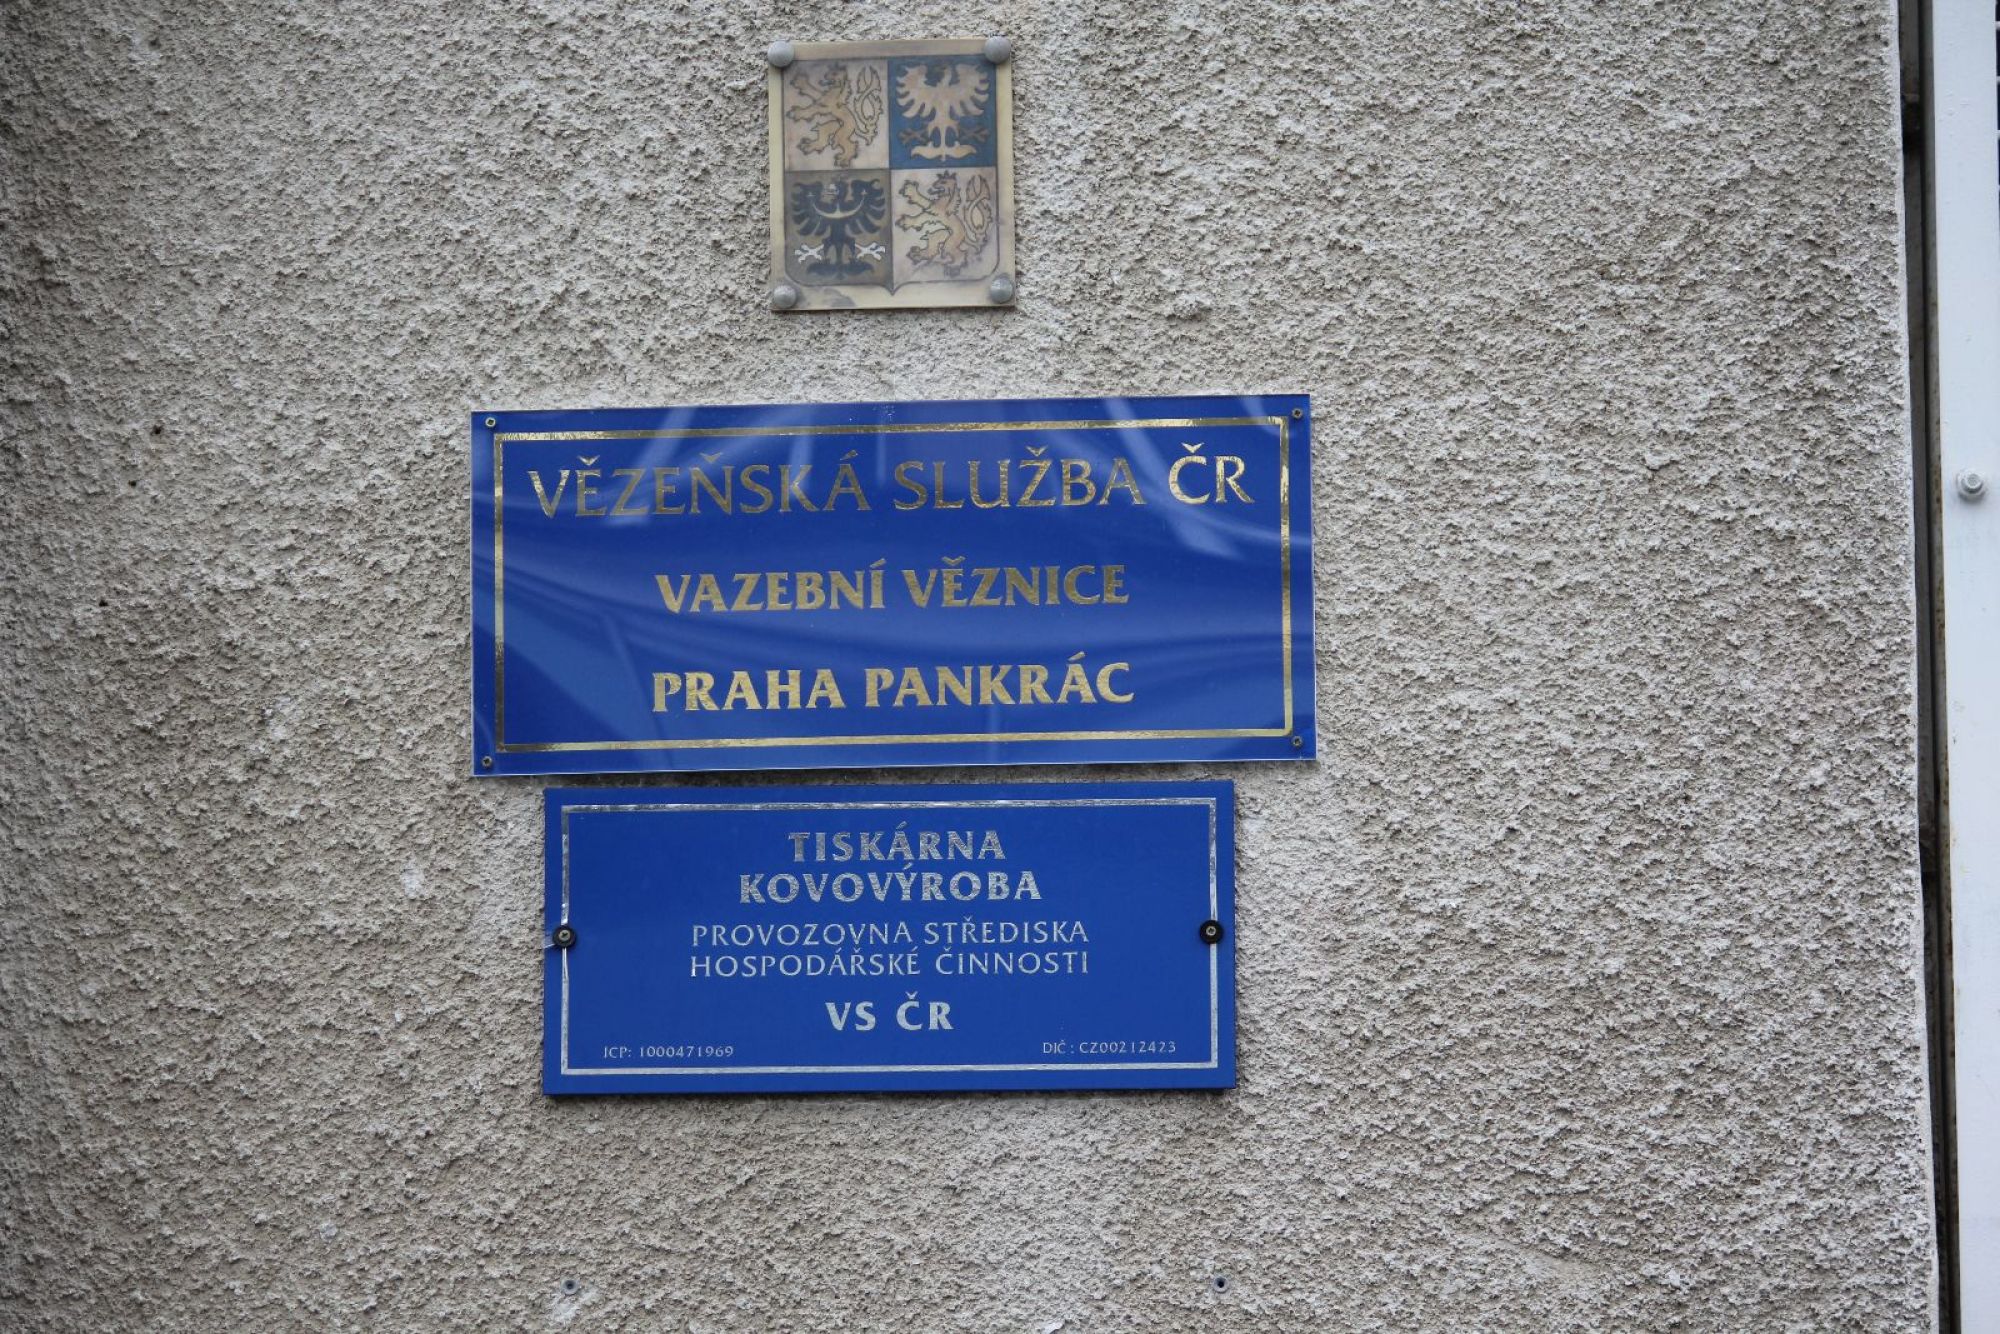 VĚZEŇSKÁ SLUŽBA ČR
VAZEBNÍ VĚZNICE
PRAHA PANKRÁC
TISKÁRNA
KOVOVÝROBA
PROVOZOVNA STŘEDISKA
HOSPODÁŘSKÉ ČINNOSTI
VS ČR
ICP: 1000471969
DIČ : CZ00212423